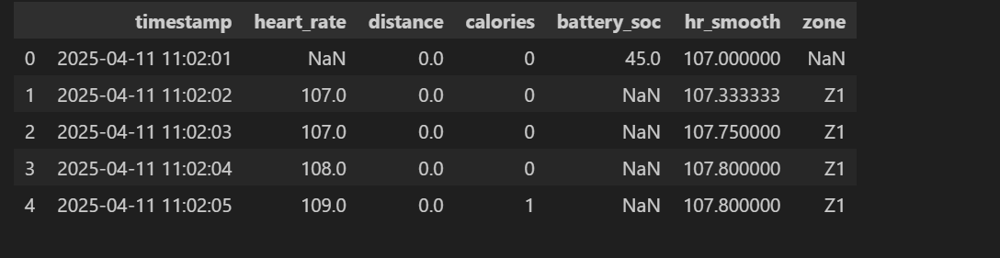 timestamp heart_rate distance calories battery_soc hr_smooth zone
0 2025-04-11 11:02:01 NaN 0.0 0 45.0 107.000000 NaN
1 2025-04-11 11:02:02 107.0 0.0 0 NaN 107.333333 Z1
2 2025-04-11 11:02:03 107.0 0.0 0 NaN 107.750000 Z1
3 2025-04-11 11:02:04 108.0 0.0 0 NaN 107.800000 Z1
4 2025-04-11 11:02:05 109.0 0.0 1 NaN 107.800000 Z1